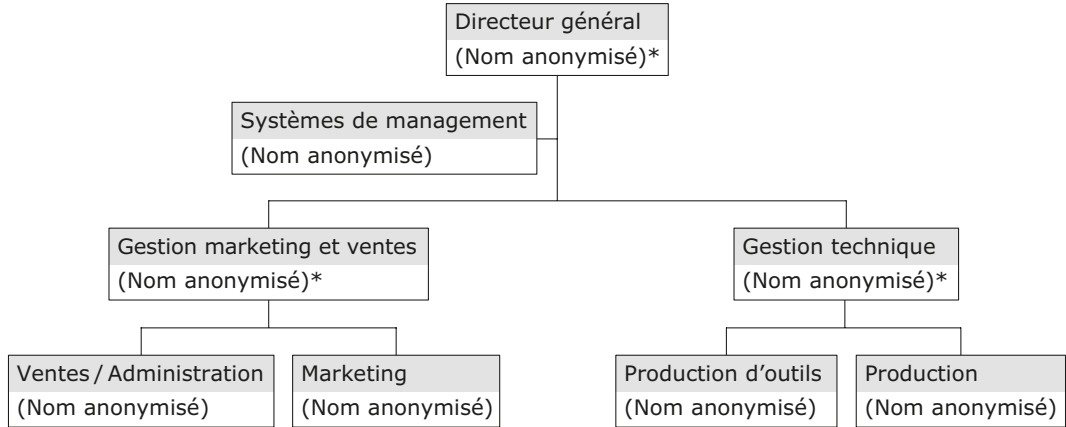 Directeur général
(Nom anonymisé)*
Systèmes de management
(Nom anonymisé)
Gestion marketing et ventes
(Nom anonymisé)*
Gestion technique
(Nom anonymisé)*
Ventes / Administration
(Nom anonymisé)
Marketing
(Nom anonymisé)
Production d’outils
(Nom anonymisé)
Production
(Nom anonymisé)